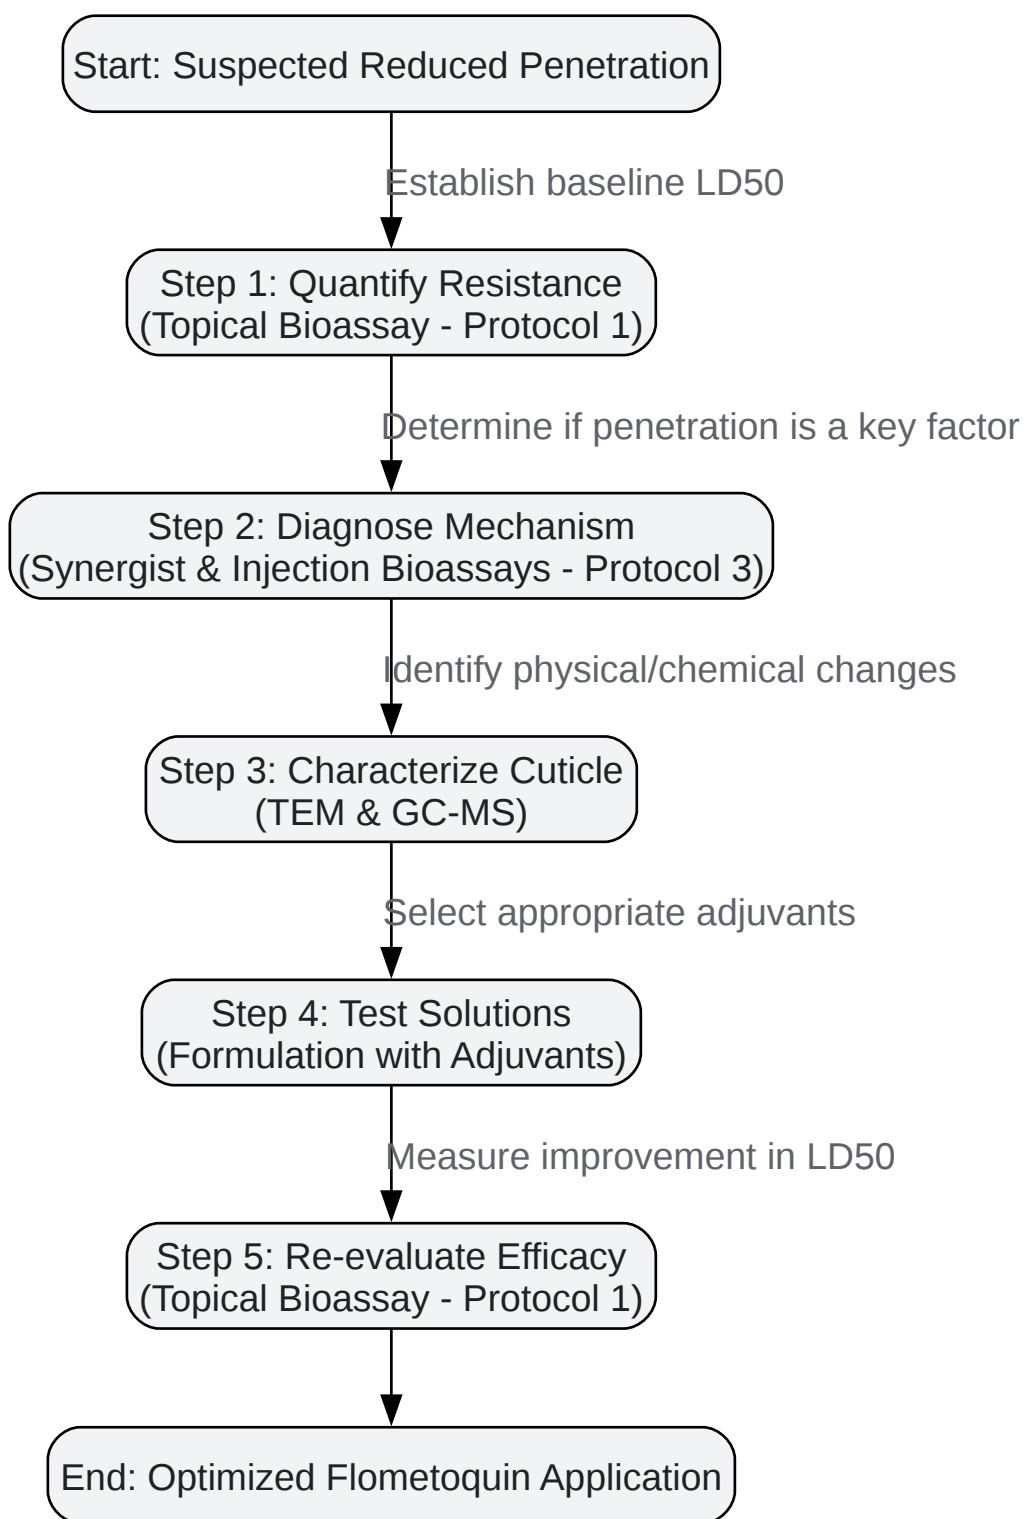 Start: Suspected Reduced Penetration
Establish baseline LD50
Step 1: Quantify Resistance
(Topical Bioassay - Protocol 1)
Determine if penetration is a key factor
Step 2: Diagnose Mechanism
(Synergist & Injection Bioassays - Protocol 3)
Identify physical/chemical changes
Step 3: Characterize Cuticle
(TEM & GC-MS)
Select appropriate adjuvants
Step 4: Test Solutions
(Formulation with Adjuvants)
Measure improvement in LD50
Step 5: Re-evaluate Efficacy
(Topical Bioassay - Protocol 1)
End: Optimized Flometoquin Application